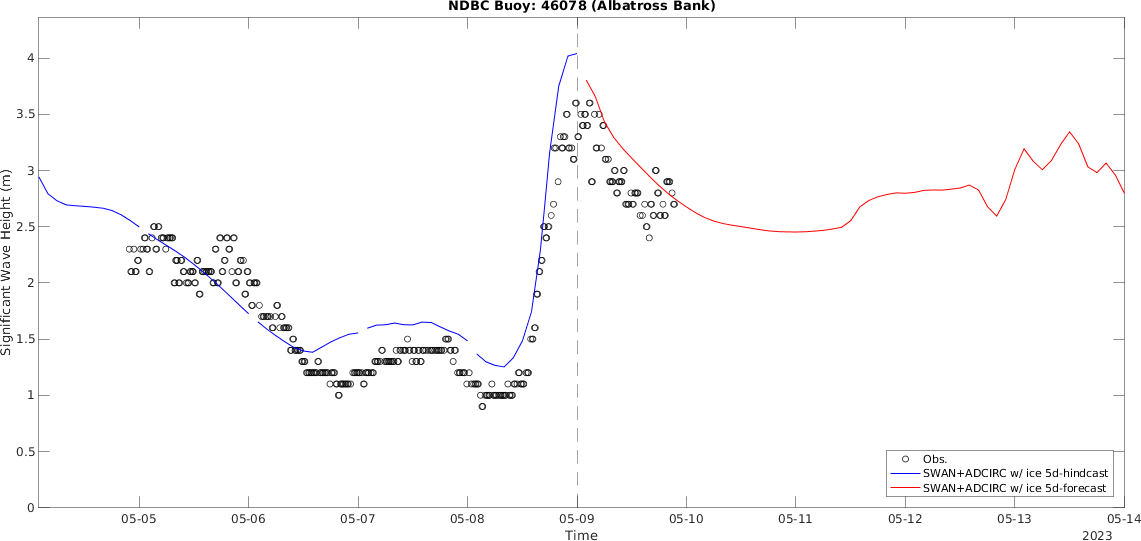 NDBC Buoy: 46078 (Albatross Bank)
Significant Wave Height (m)
4
3.5
3
2.5
2
1.5
1
0.5
0
Obs.
SWAN+ADCIRC w/ ice 5d-hindcast
SWAN+ADCIRC w/ ice 5d-forecast
05-05 05-06 05-07 05-08 05-09 05-10 05-11 05-12 05-13 05-14
Time
2023